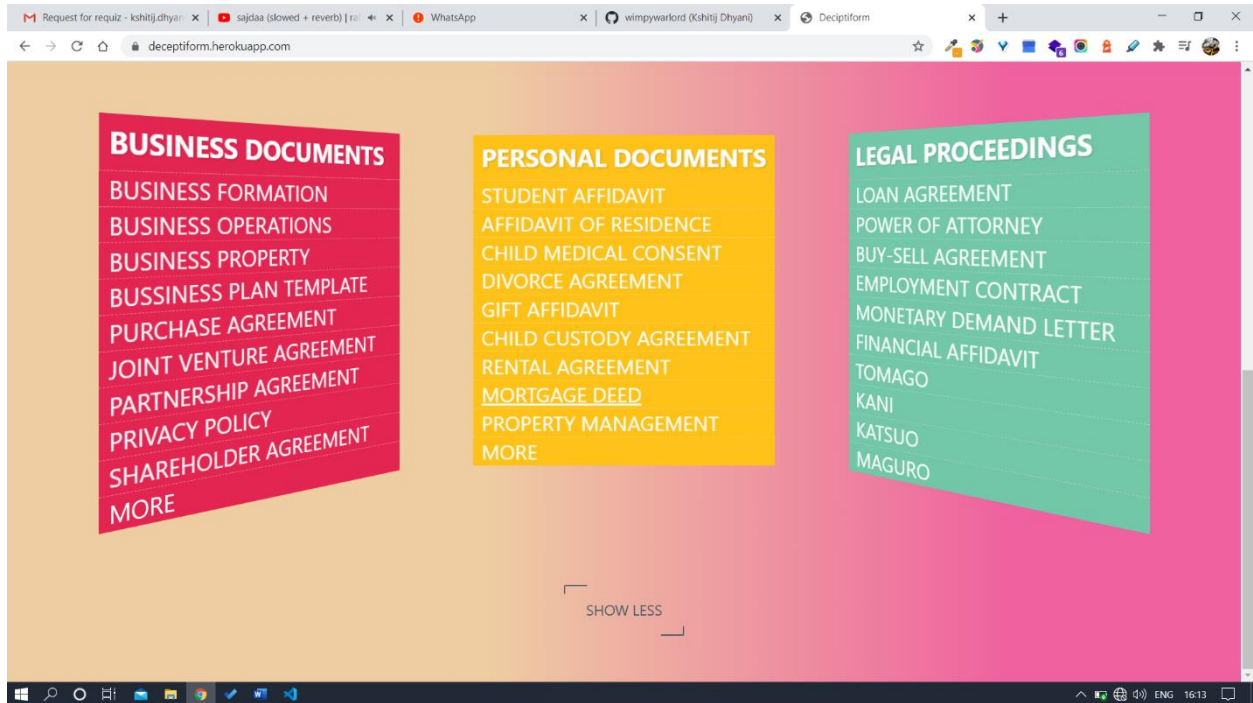 Request for requiz - kshitij.dhyan
sajdaa (slowed + reverb) | ra
WhatsApp
wimpywarlord (Kshitij Dhyani)
Deciptiform
deceptiform.herokuapp.com
6
BUSINESS DOCUMENTS
BUSINESS FORMATION
BUSINESS OPERATIONS
BUSINESS PROPERTY
BUSSINESS PLAN TEMPLATE
PURCHASE AGREEMENT
JOINT VENTURE AGREEMENT
PARTNERSHIP AGREEMENT
PRIVACY POLICY
SHAREHOLDER AGREEMENT
MORE
PERSONAL DOCUMENTS
STUDENT AFFIDAVIT
AFFIDAVIT OF RESIDENCE
CHILD MEDICAL CONSENT
DIVORCE AGREEMENT
GIFT AFFIDAVIT
CHILD CUSTODY AGREEMENT
RENTAL AGREEMENT
MORTGAGE DEED
PROPERTY MANAGEMENT
MORE
LEGAL PROCEEDINGS
LOAN AGREEMENT
POWER OF ATTORNEY
BUY-SELL AGREEMENT
EMPLOYMENT CONTRACT
MONETARY DEMAND LETTER
FINANCIAL AFFIDAVIT
TOMAGO
KANI
KATSUO
MAGURO
SHOW LESS
ENG 16:13